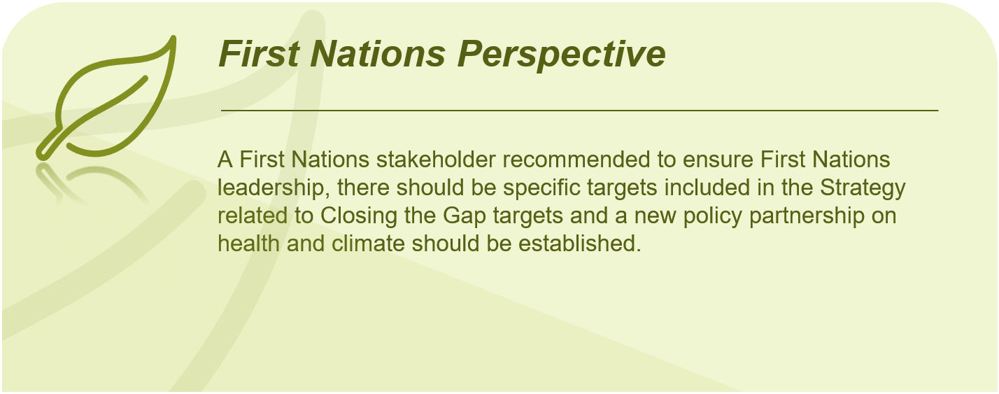 First Nations Perspective
A First Nations stakeholder recommended to ensure First Nations
leadership, there should be specific targets included in the Strategy
related to Closing the Gap targets and a new policy partnership on
health and climate should be established.